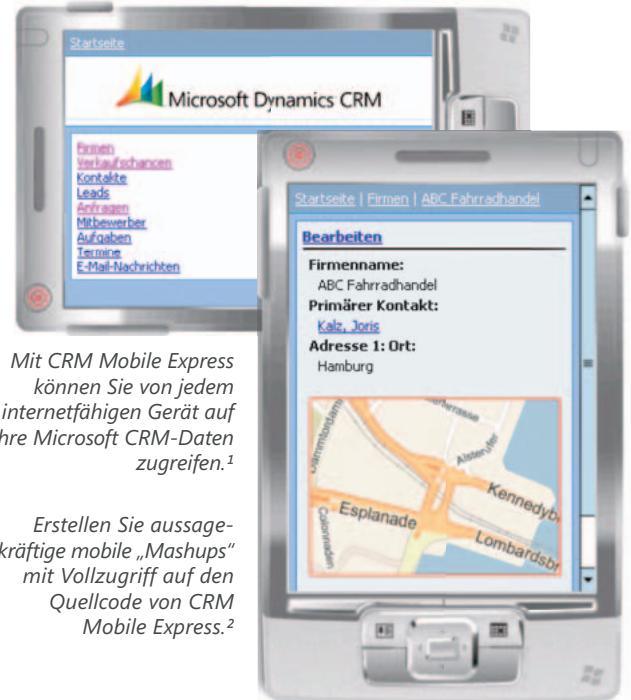 Startseite
Microsoft Dynamics CRM
Firmen
Verkaufschancen
Kontakte
Leads
Anfragen
Mitbewerber
Aufgaben
Termine
E-Mail-Nachrichten
Startseite | Firmen | ABC Fahrradhandel
Bearbeiten
Firmenname:
ABC Fahrradhandel
Primärer Kontakt:
Kalz, Joris
Adresse 1: Ort:
Hamburg
Alsterufer
Esplanade
Kennedyb
Lombardsbr
Colonnaden
Mit CRM Mobile Express
können Sie von jedem
internetfähigen Gerät auf
hre Microsoft CRM-Daten
zugreifen.¹
Erstellen Sie aussage-
kräftige mobile „Mashups“
mit Vollzugriff auf den
Quellcode von CRM
Mobile Express.²